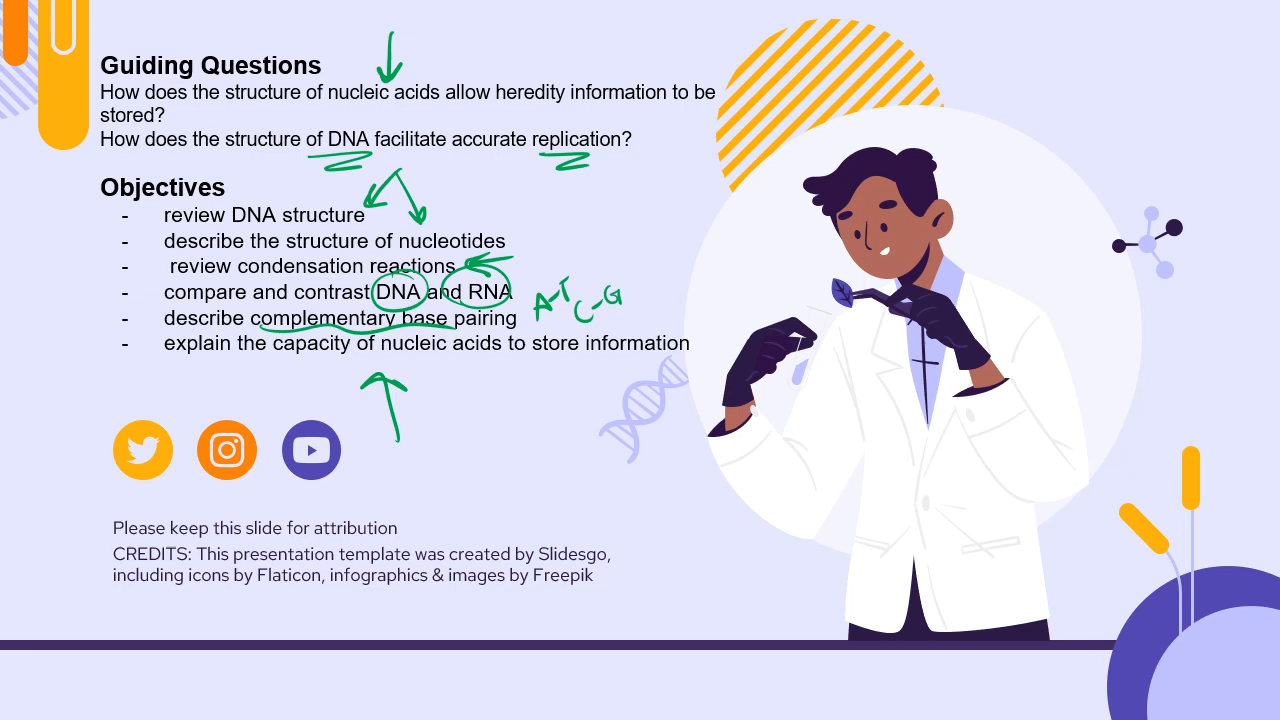 Guiding Questions
How does the structure of nucleic acids allow heredity information to be
stored?
How does the structure of DNA facilitate accurate replication?
Objectives
- review DNA structure
- describe the structure of nucleotides
- review condensation reactions
- compare and contrast DNA and RNA
- describe complementary base pairing
A-T
C-G
- explain the capacity of nucleic acids to store information
Please keep this slide for attribution
CREDITS: This presentation template was created by Slidesgo,
including icons by Flaticon, infographics & images by Freepik